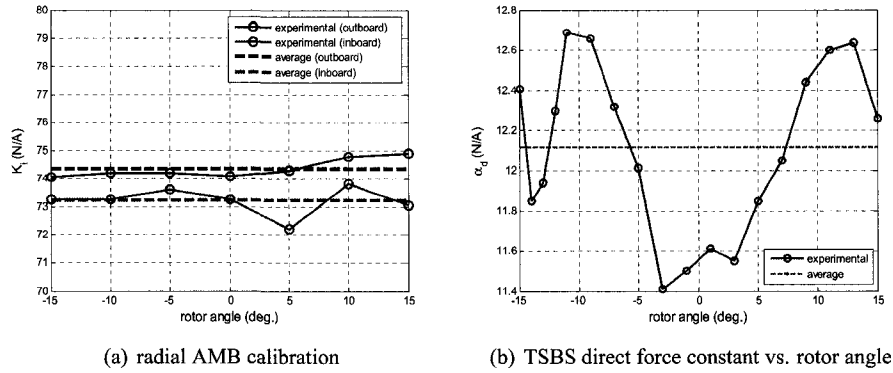 80
79
78
77
76
75
74
73
72
71
70
-15
-10
-5
0
5
10
15
K_i (N/A)
rotor angle (deg.)
experimental (outboard)
experimental (inboard)
average (outboard)
average (inboard)
(a) radial AMB calibration
12.8
12.6
12.4
12.2
12
11.8
11.6
11.4
-15
-10
-5
0
5
10
15
α_d (N/A)
rotor angle (deg.)
experimental
average
(b) TSBS direct force constant vs. rotor angle